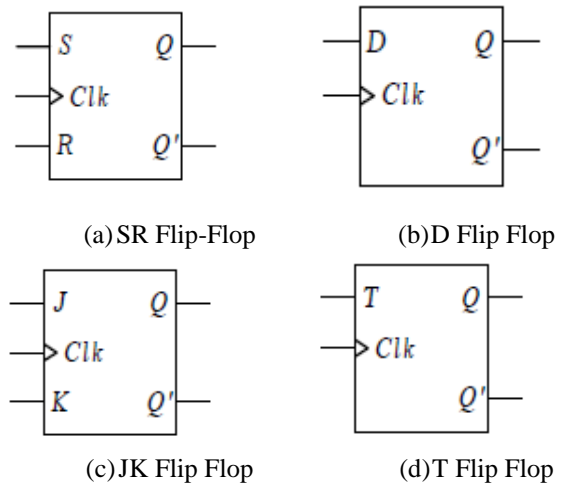 S Q D Q
Clk Clk
R Q' Q'
(a)SR Flip-Flop (b)D Flip Flop
J Q T Q
Clk Clk
K Q' Q'
(c)JK Flip Flop (d)T Flip Flop